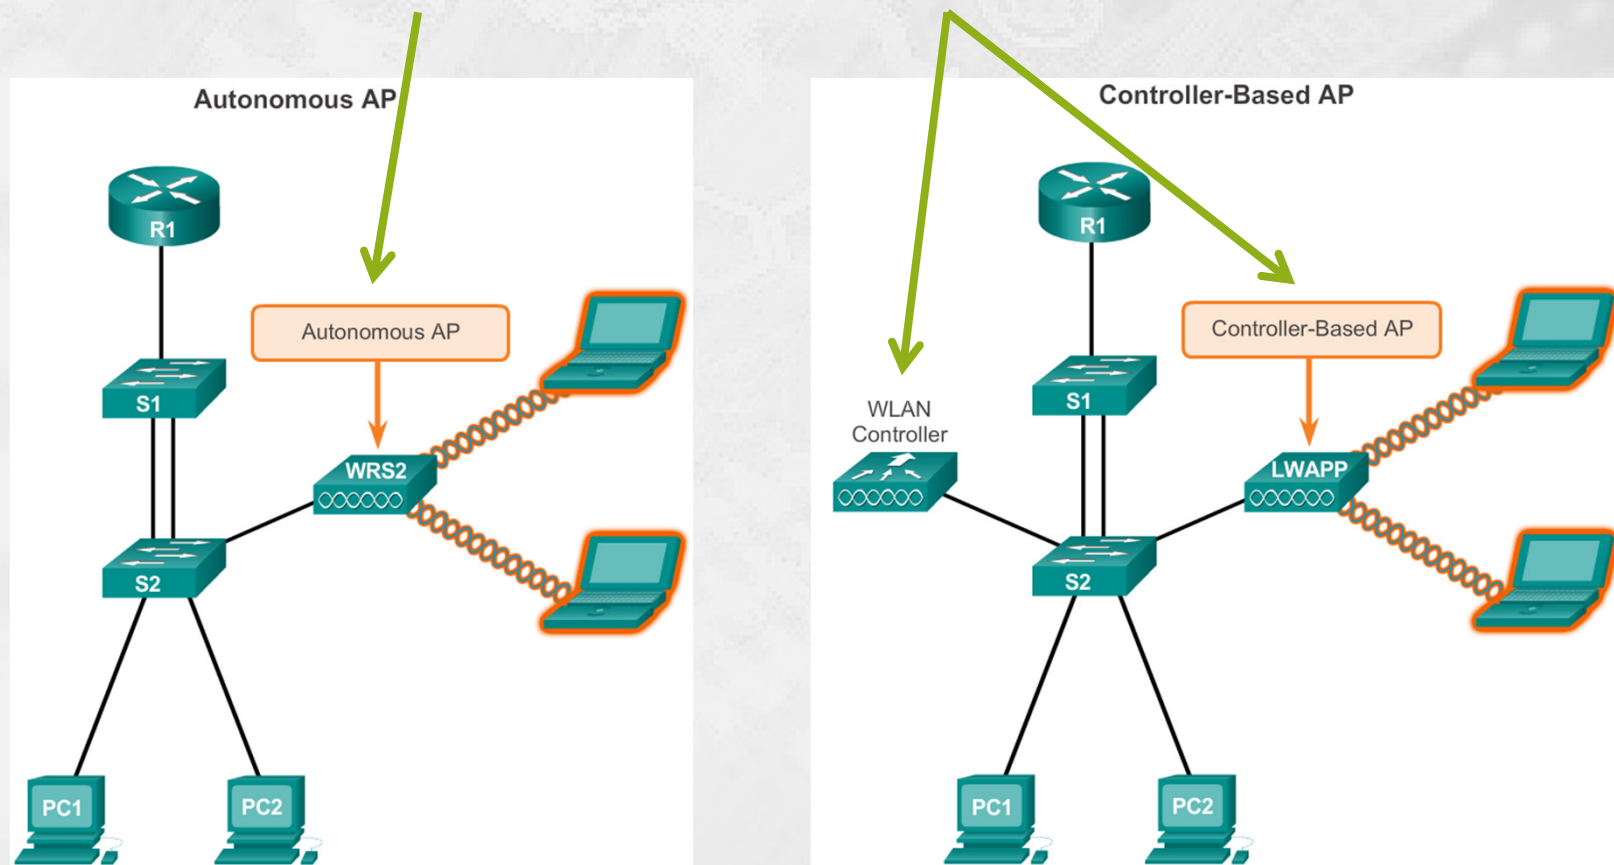 Autonomous AP
R1
Autonomous AP
S1
WRS2
S2
PC1
PC2
Controller-Based AP
R1
Controller-Based AP
S1
WLAN
Controller
LWAPP
S2
PC1
PC2